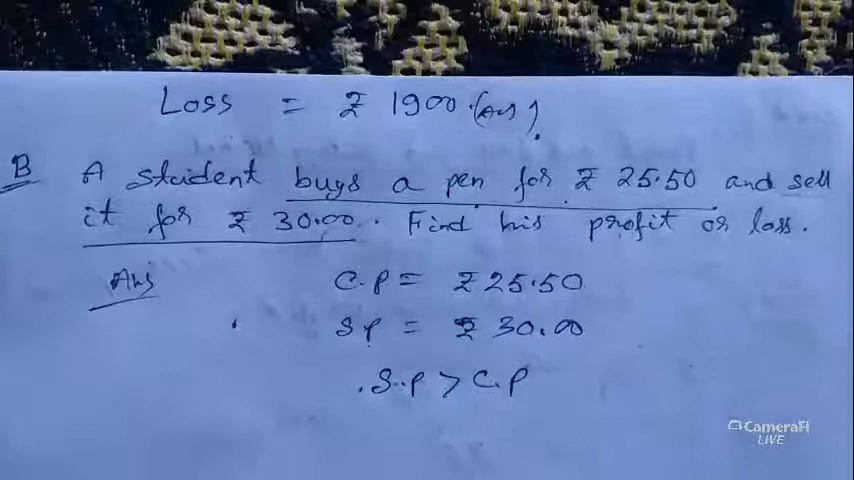 Loss = ₹ 1900 (Ans).
B A student buys a pen for ₹ 25.50 and sell
it for ₹ 30.00. Find his profit or loss.
Ans C.P = ₹25.50
SP = ₹ 30.00
.S.P > C.P
CameraFi
LIVE